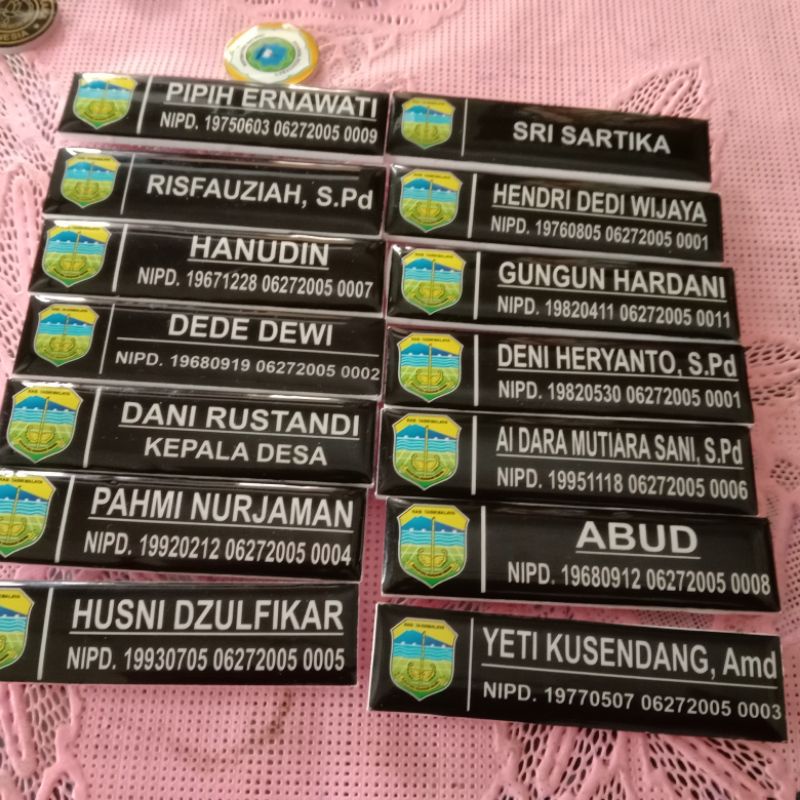 PIPIH ERNAWATI
NIPD. 19750603 06272005 0009
RISFAUZIAH, S.Pd
HANUDIN
NIPD. 19671228 06272005 0007
DEDE DEWI
NIPD. 19680919 06272005 0002
DANI RUSTANDI
KEPALA DESA
PAHMI NURJAMAN
NIPD. 19920212 06272005 0004
HUSNI DZULFIKAR
NIPD. 19930705 06272005 0005
SRI SARTIKA
HENDRI DEDI WIJAYA
NIPD. 19760805 06272005 0001
GUNGUN HARDANI
NIPD. 19820411 06272005 0011
DENI HERYANTO, S.Pd
NIPD. 19820530 06272005 0001
AI DARA MUTIARA SANI, S.Pd
NIPD. 19951118 06272005 0006
ABUD
NIPD. 19680912 06272005 0008
YETI KUSENDANG, Amd
NIPD. 19770507 06272005 0003